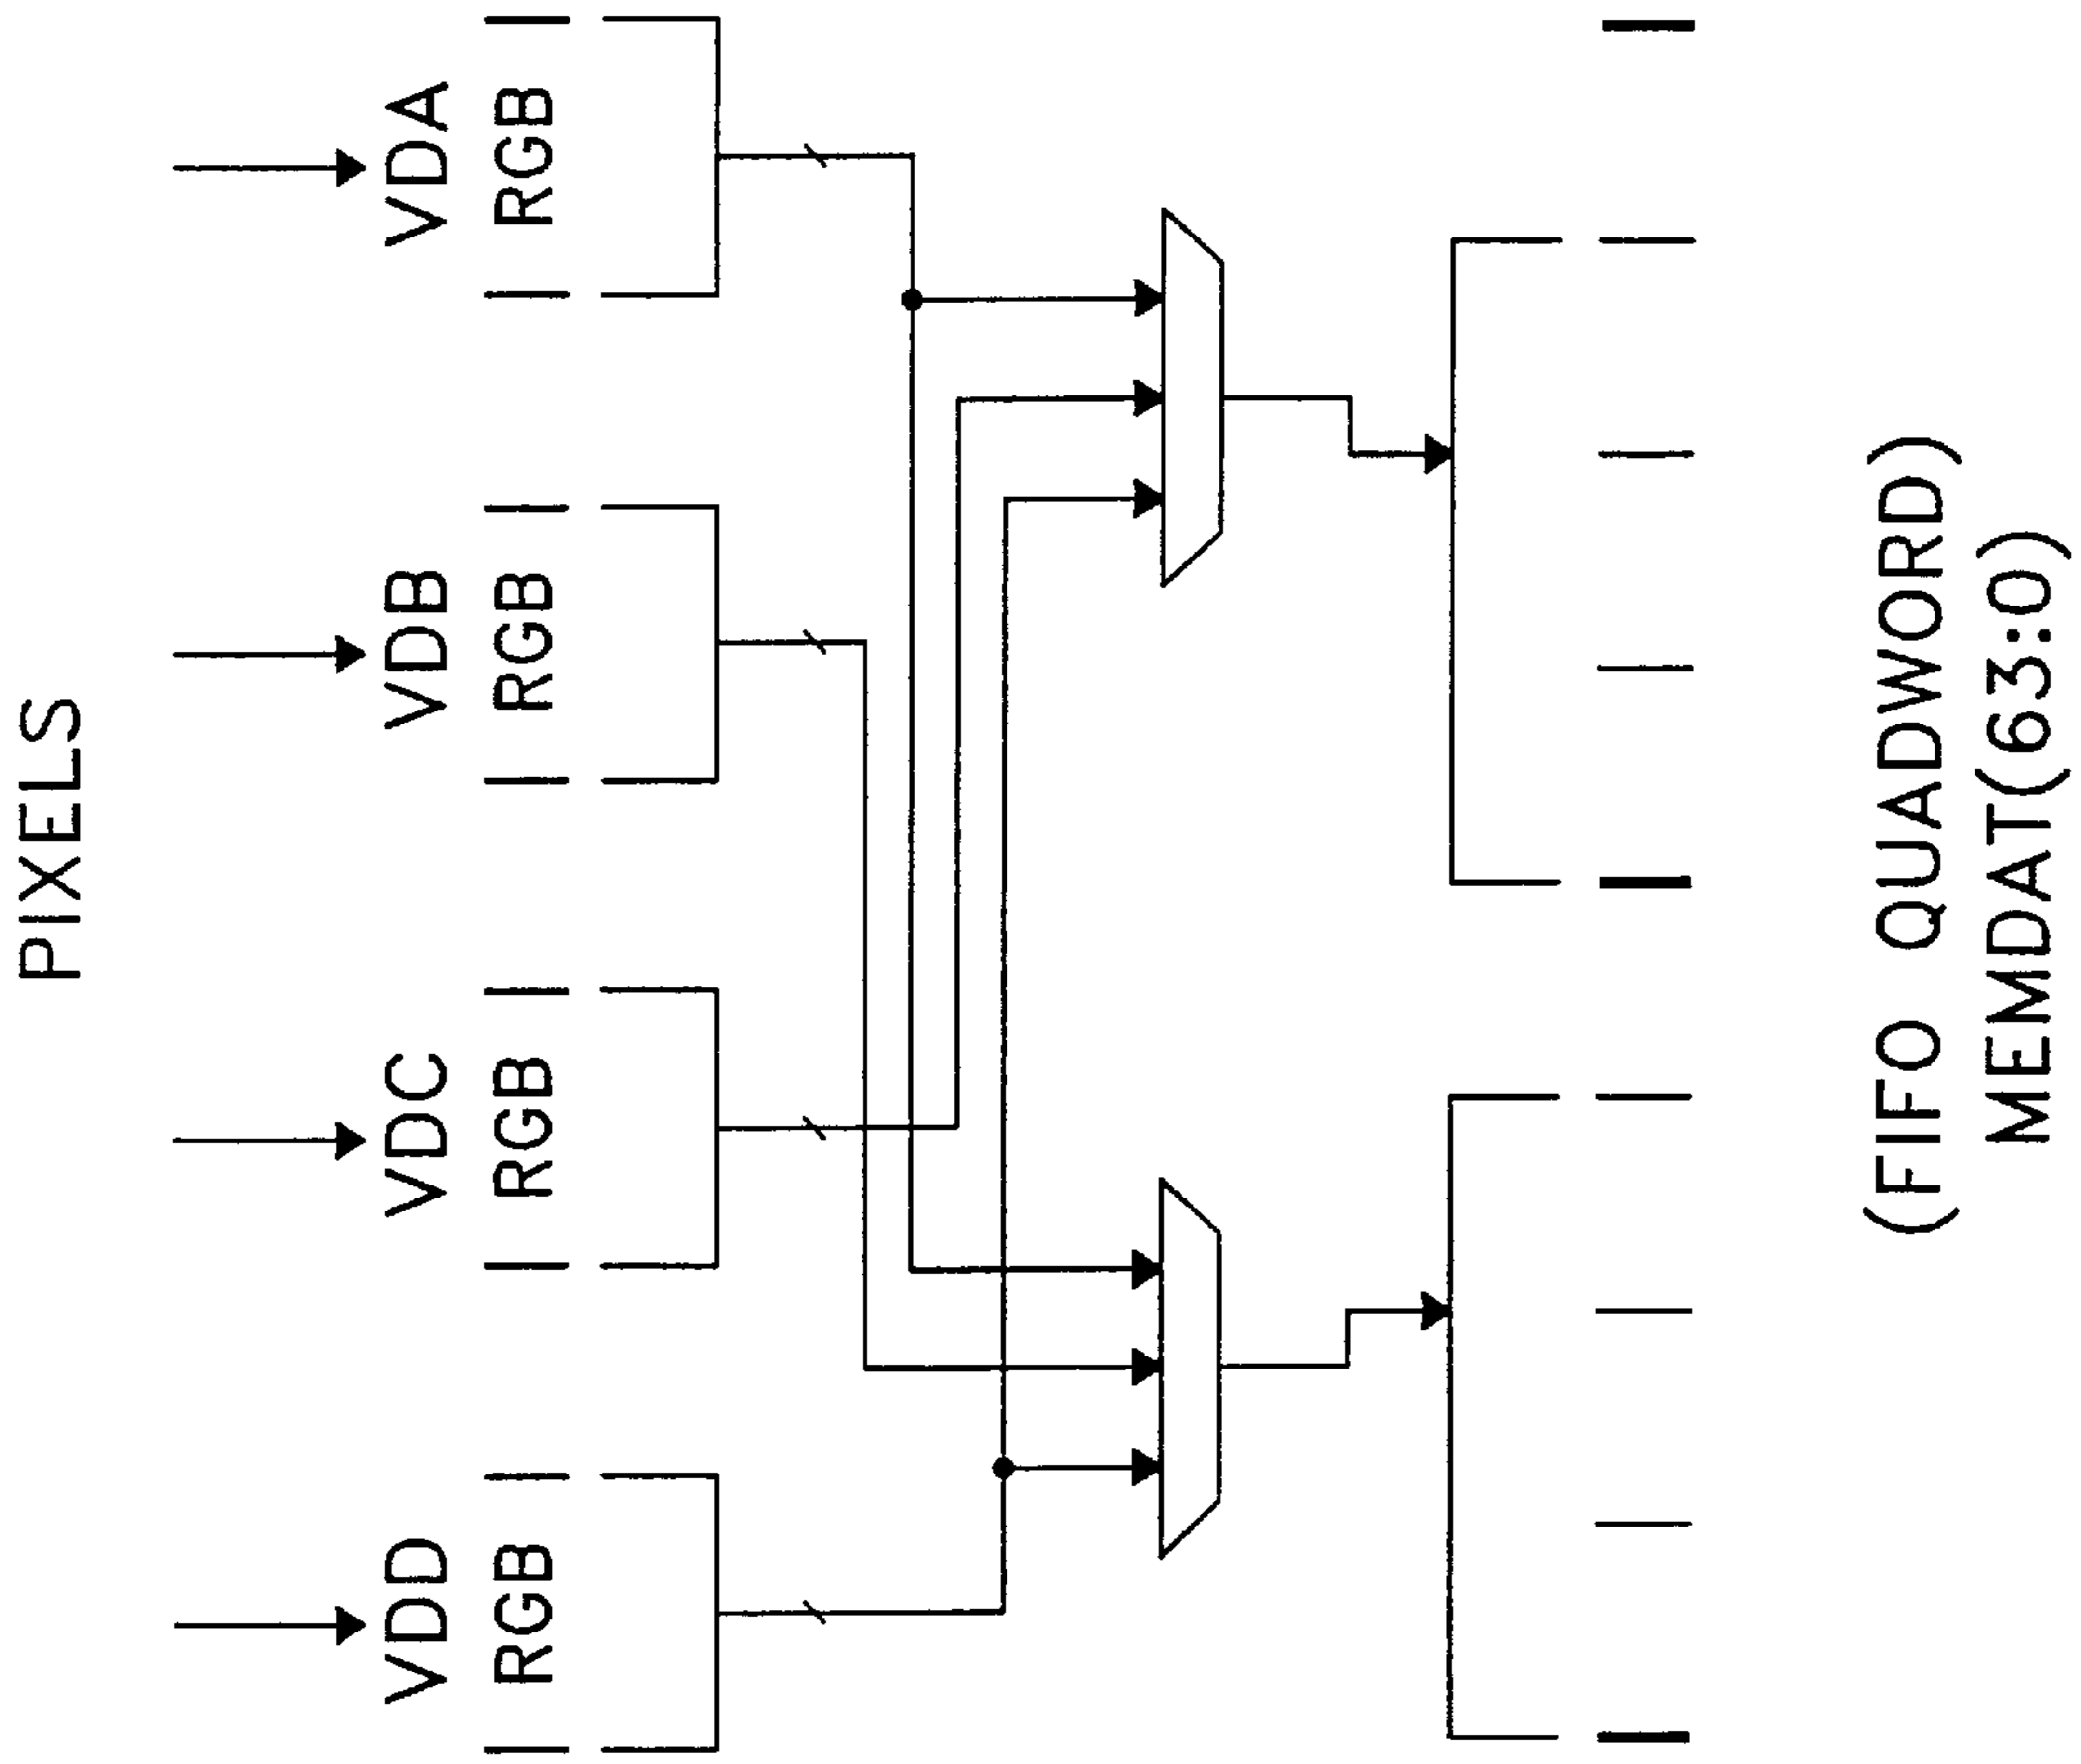 PIXELS
VDD VDC VDB VDA
RGB RGB RGB RGB
(FIFO QUADWORD)
MEMDAT(63:0)